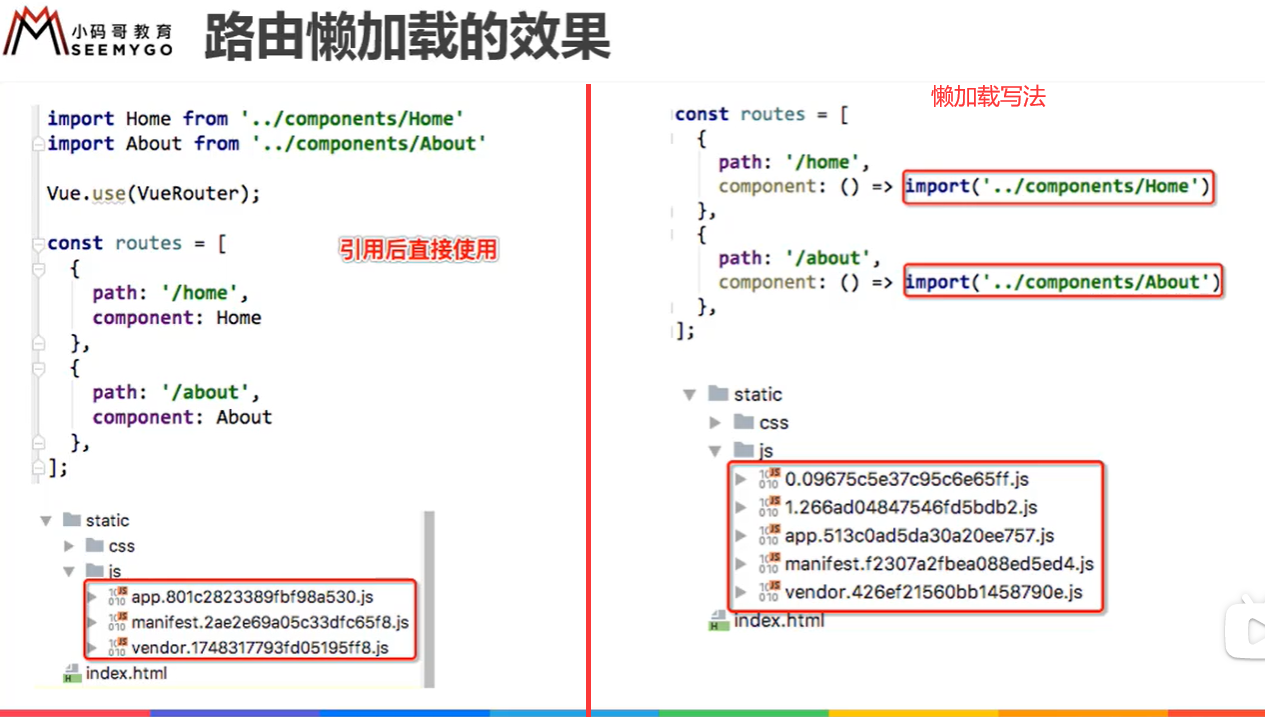 小码哥教育
SEEMYGO
路由懒加载的效果
import Home from '../components/Home'
import About from '../components/About'
Vue.use(VueRouter);
const routes = [
{
path: '/home',
component: Home
},
{
path: '/about',
component: About
},
];
引用后直接使用
static
css
js
app.801c2823389fbf98a530.js
manifest.2ae2e69a05c33dfc65f8.js
vendor.1748317793fd05195ff8.js
index.html
懒加载写法
const routes = [
{
path: '/home',
component: () => import('../components/Home')
},
{
path: '/about',
component: () => import('../components/About')
},
];
static
css
js
0.09675c5e37c95c6e65ff.js
1.266ad04847546fd5bdb2.js
app.513c0ad5da30a20ee757.js
manifest.f2307a2fbea088ed5ed4.js
vendor.426ef21560bb1458790e.js
index.html